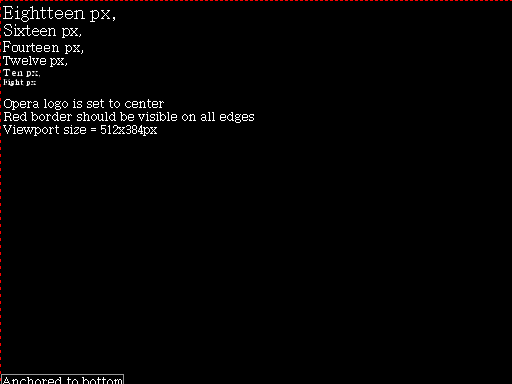 Eightteen px,
Sixteen px,
Fourteen px,
Twelve px,
Ten px,
Eight px
Opera logo is set to center
Red border should be visible on all edges
Viewport size = 512x384px
Anchored to bottom